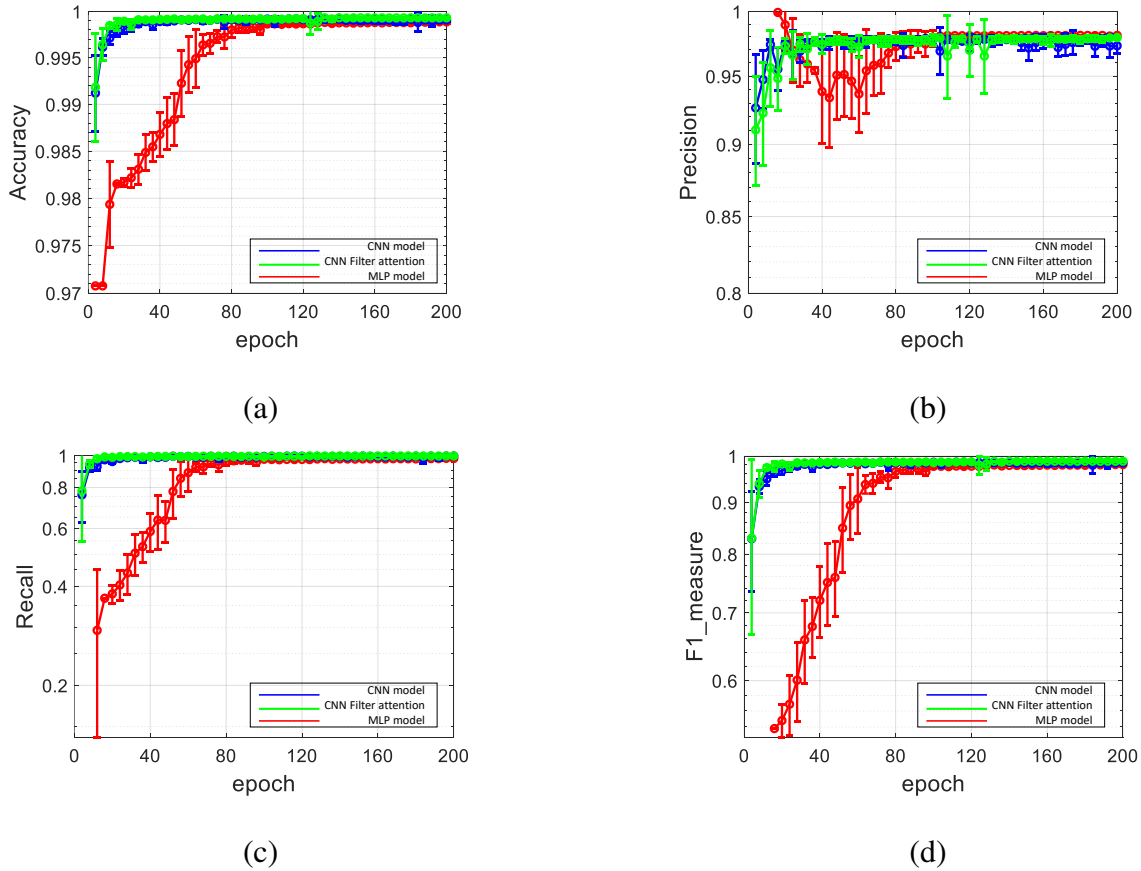 1
0.995
0.99
0.985
0.98
0.975
0.97
Accuracy
0 40 80 120 160 200
epoch
CNN model
CNN Filter attention
MLP model
(a)
1
0.95
0.9
0.85
0.8
Precision
0 40 80 120 160 200
epoch
CNN model
CNN Filter attention
MLP model
(b)
1
0.8
0.6
0.4
0.2
Recall
0 40 80 120 160 200
epoch
CNN model
CNN Filter attention
MLP model
(c)
1
0.9
0.8
0.7
0.6
F1_measure
0 40 80 120 160 200
epoch
CNN model
CNN Filter attention
MLP model
(d)